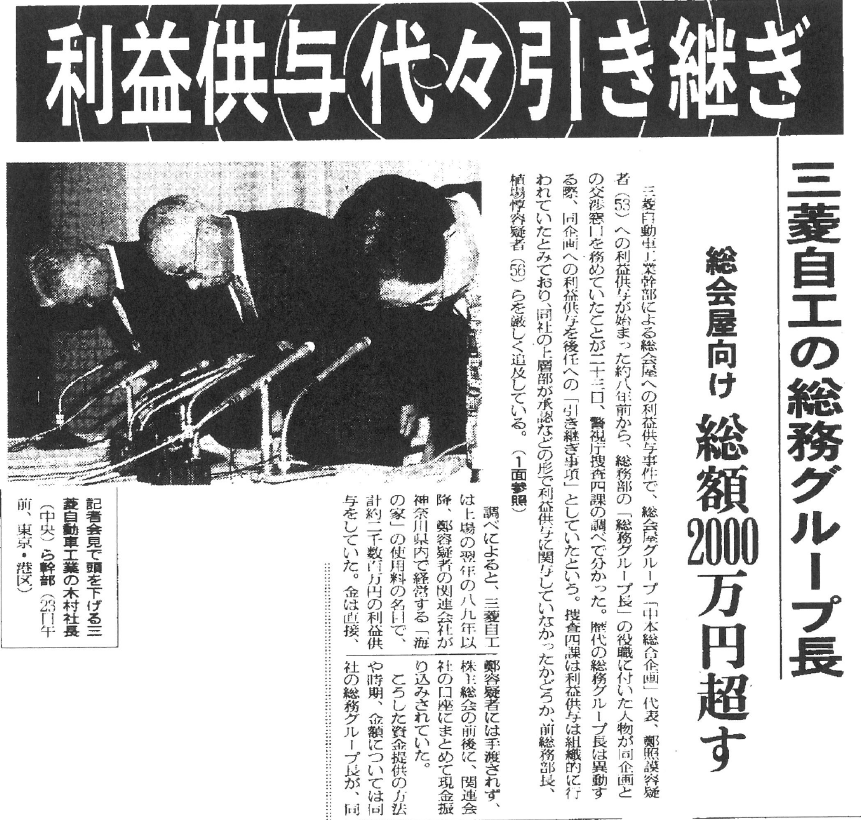 利益供与代々引き継ぎ
三菱自工の総務グループ長
総会屋向け 総額2000万円超す
三菱自動車工業幹部による総会屋への利益供与事件で、総会屋グループ「中本総合企画」代表、鄭照謨容疑
者(53)への利益供与が始まった約八年前から、総務部の「総務グループ長」の役職に付いた人物が同企画と
の交渉窓口を務めていたことが二十三日、警視庁捜査四課の調べで分かった。歴代の総務グループ長は異動す
る際、同企画への利益供与を後任への「引き継ぎ事項」としていたという。捜査四課は利益供与は組織的に行
われていたとみており、同社の上層部が承認などの形で利益供与に関与していなかったかどうか、前総務部長、
植場惇容疑者(56)らを厳しく追及している。(1面参照)
調べによると、三菱自工
は上場の翌年の八九年以
降、鄭容疑者の関連会社が
神奈川県内で経営する「海
の家」の使用料の名目で、
計約二千数百万円の利益供
与をしていた。金は直接、
鄭容疑者には手渡されず、
株主総会の前後に、関連会
社の口座にまとめて現金振
り込みされていた。
こうした資金提供の方法
や時期、金額については同
社の総務グループ長が、同
記者会見で頭を下げる三
菱自動車工業の木村社長
(中央)ら幹部(23日午
前、東京・港区)